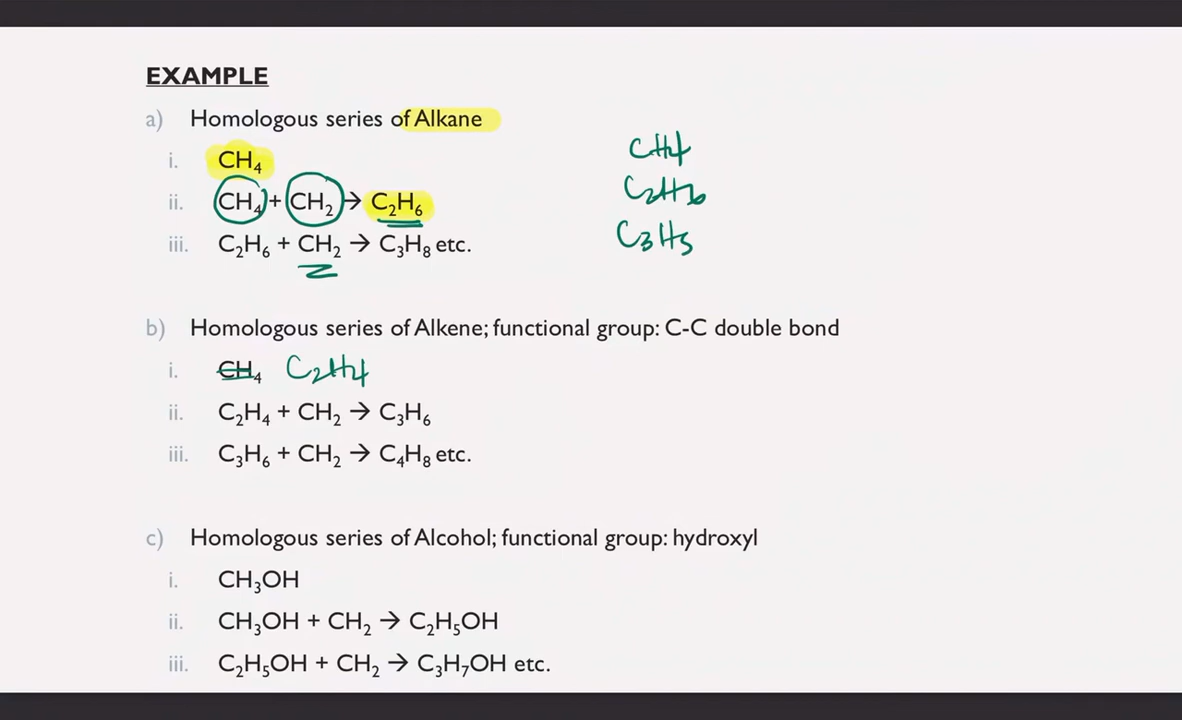 EXAMPLE
a) Homologous series of Alkane
i. CH₄
CH₄
ii. CH₄ + CH₂ → C₂H₆
C₂H₆
iii. C₂H₆ + CH₂ → C₃H₈ etc.
C₃H₅
b) Homologous series of Alkene; functional group: C-C double bond
i. CH₄ C₂H₄
ii. C₂H₄ + CH₂ → C₃H₆
iii. C₃H₆ + CH₂ → C₄H₈ etc.
c) Homologous series of Alcohol; functional group: hydroxyl
i. CH₃OH
ii. CH₃OH + CH₂ → C₂H₅OH
iii. C₂H₅OH + CH₂ → C₃H₇OH etc.